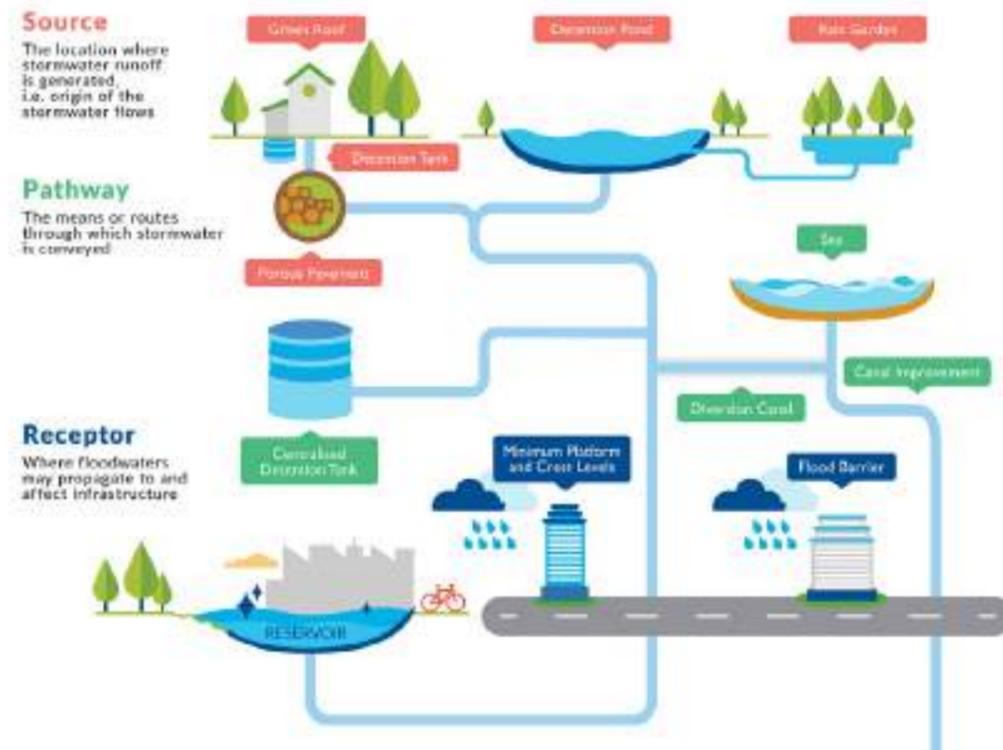 Source
The location where
stormwater runoff
is generated,
i.e. origin of the
stormwater flows
Green Roof
Detention Pond
Rain Garden
Detention Tank
Pathway
The means or routes
through which stormwater
is conveyed
Porous Pavement
Sea
Canal Improvement
Diversion Canal
Centralised
Detention Tank
Receptor
Where floodwaters
may propagate to and
affect infrastructure
Minimum Platform
and Crest Levels
Flood Barrier
RESERVOIR